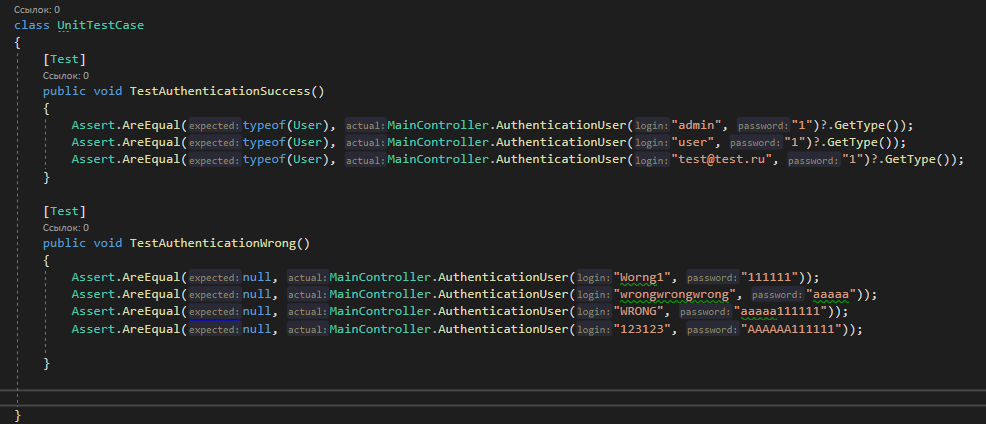 Ссылок: 0
class UnitTestCase
{
[Test]
Ссылок: 0
public void TestAuthenticationSuccess()
{
Assert.AreEqual(expected:typeof(User), actual:MainController.AuthenticationUser(login:"admin", password:"1")?.GetType());
Assert.AreEqual(expected:typeof(User), actual:MainController.AuthenticationUser(login:"user", password:"1")?.GetType());
Assert.AreEqual(expected:typeof(User), actual:MainController.AuthenticationUser(login:"test@test.ru", password:"1")?.GetType());
}
[Test]
Ссылок: 0
public void TestAuthenticationWrong()
{
Assert.AreEqual(expected:null, actual:MainController.AuthenticationUser(login:"Worng1", password:"111111"));
Assert.AreEqual(expected:null, actual:MainController.AuthenticationUser(login:"wrongwrongwrong", password:"aaaaa"));
Assert.AreEqual(expected:null, actual:MainController.AuthenticationUser(login:"WRONG", password:"aaaaa111111"));
Assert.AreEqual(expected:null, actual:MainController.AuthenticationUser(login:"123123", password:"AAAAAA111111"));
}
}